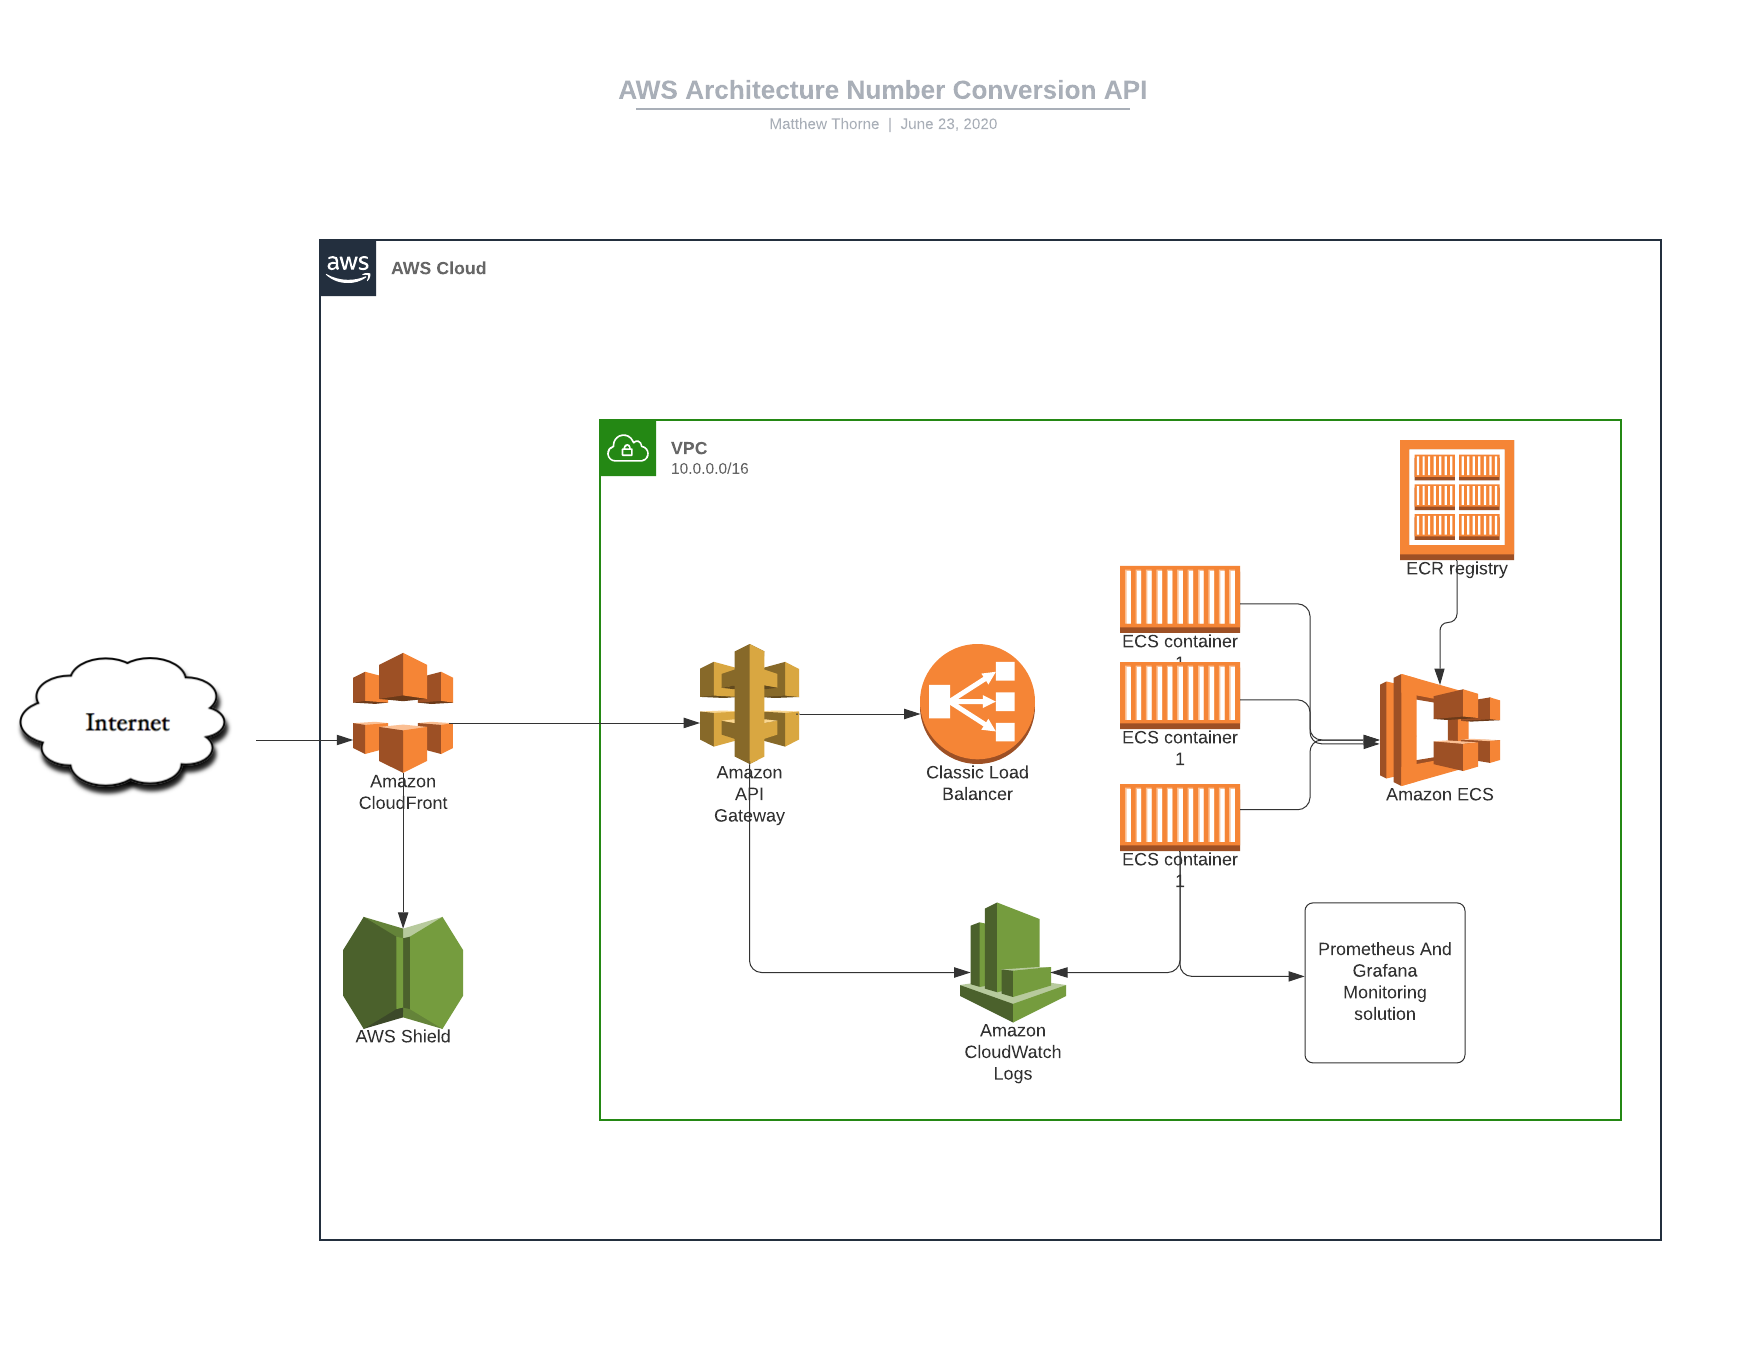 AWS Architecture Number Conversion API
Matthew Thorne | June 23, 2020
aws
AWS Cloud
VPC
10.0.0.0/16
ECR registry
ECS container
1
ECS container
1
ECS container
1
Internet
Amazon
CloudFront
Amazon
API
Gateway
Classic Load
Balancer
Amazon ECS
AWS Shield
Amazon
CloudWatch
Logs
Prometheus And
Grafana
Monitoring
solution